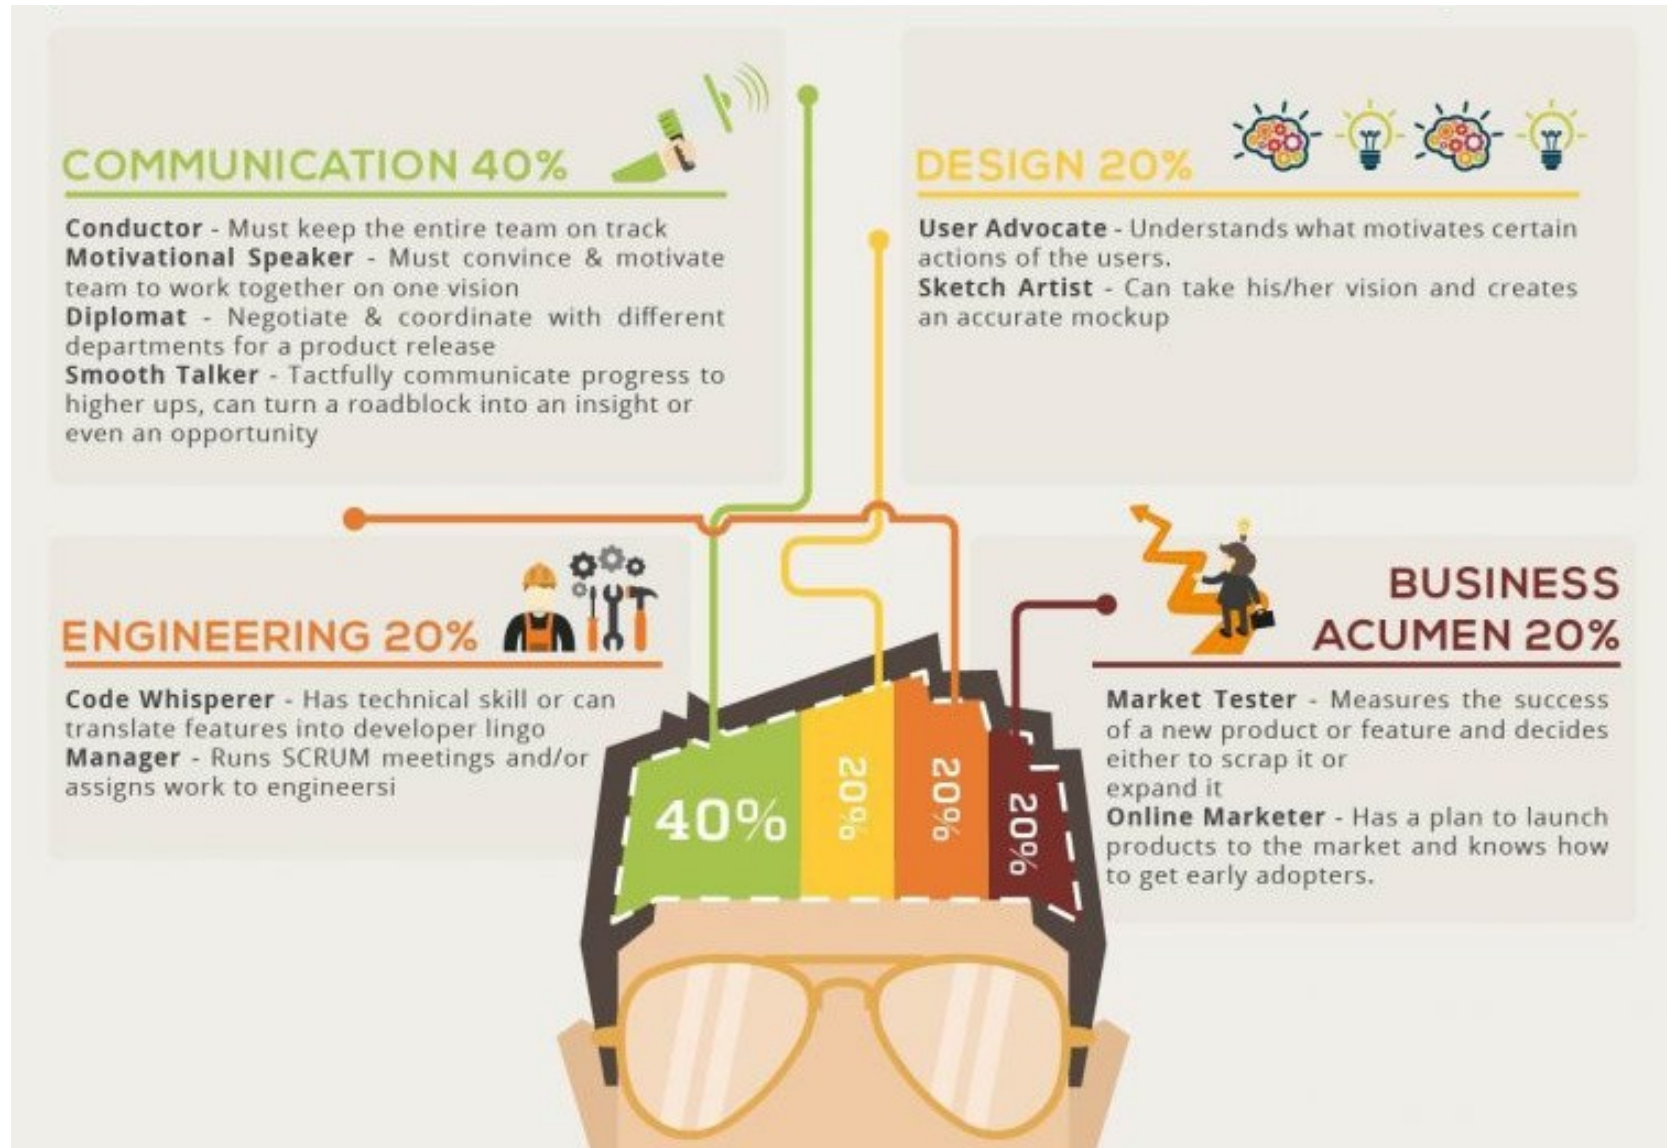 COMMUNICATION 40%
Conductor - Must keep the entire team on track
Motivational Speaker - Must convince & motivate
team to work together on one vision
Diplomat - Negotiate & coordinate with different
departments for a product release
Smooth Talker - Tactfully communicate progress to
higher ups, can turn a roadblock into an insight or
even an opportunity
DESIGN 20%
User Advocate - Understands what motivates certain
actions of the users.
Sketch Artist - Can take his/her vision and creates
an accurate mockup
ENGINEERING 20%
Code Whisperer - Has technical skill or can
translate features into developer lingo
Manager - Runs SCRUM meetings and/or
assigns work to engineersi
BUSINESS
ACUMEN 20%
Market Tester - Measures the success
of a new product or feature and decides
either to scrap it or
expand it
Online Marketer - Has a plan to launch
products to the market and knows how
to get early adopters.
40%
20%
20%
20%